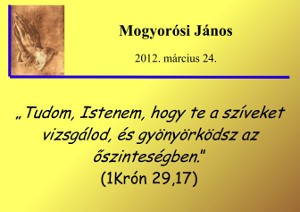 Mogyorósi János
2012. március 24.
„Tudom, Istenem, hogy te a szíveket
vizsgálod, és gyönyörködsz az
őszinteségben.”
(1Krón 29,17)